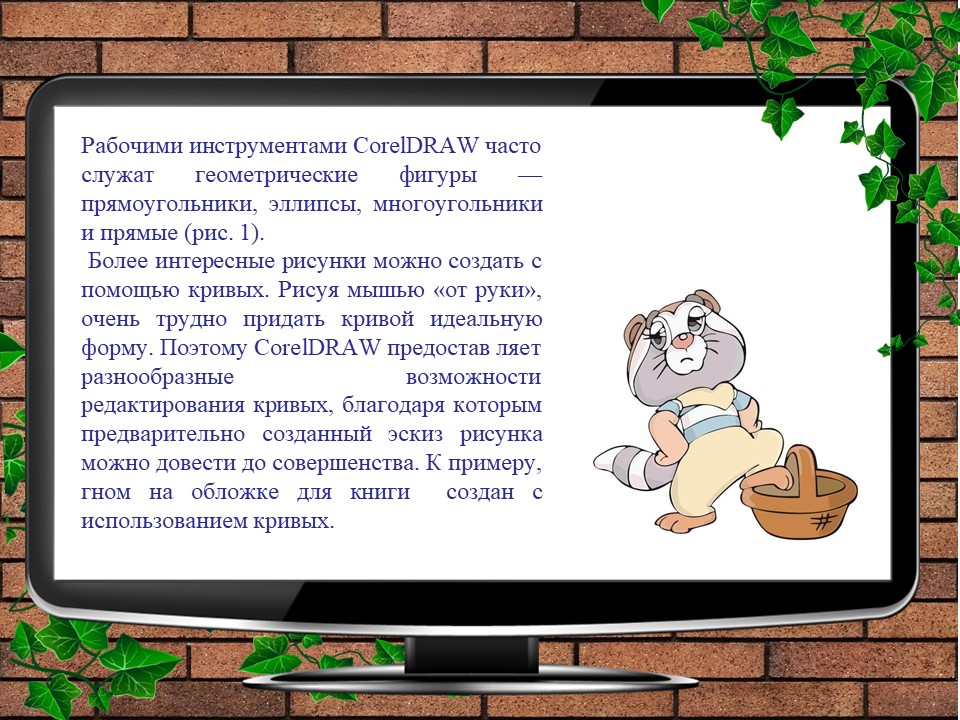 Рабочими инструментами CorelDRAW часто
служат геометрические фигуры —
прямоугольники, эллипсы, многоугольники
и прямые (рис. 1).
Более интересные рисунки можно создать с
помощью кривых. Рисуя мышью «от руки»,
очень трудно придать кривой идеальную
форму. Поэтому CorelDRAW предостав ляет
разнообразные возможности
редактирования кривых, благодаря которым
предварительно созданный эскиз рисунка
можно довести до совершенства. К примеру,
гном на обложке для книги создан с
использованием кривых.